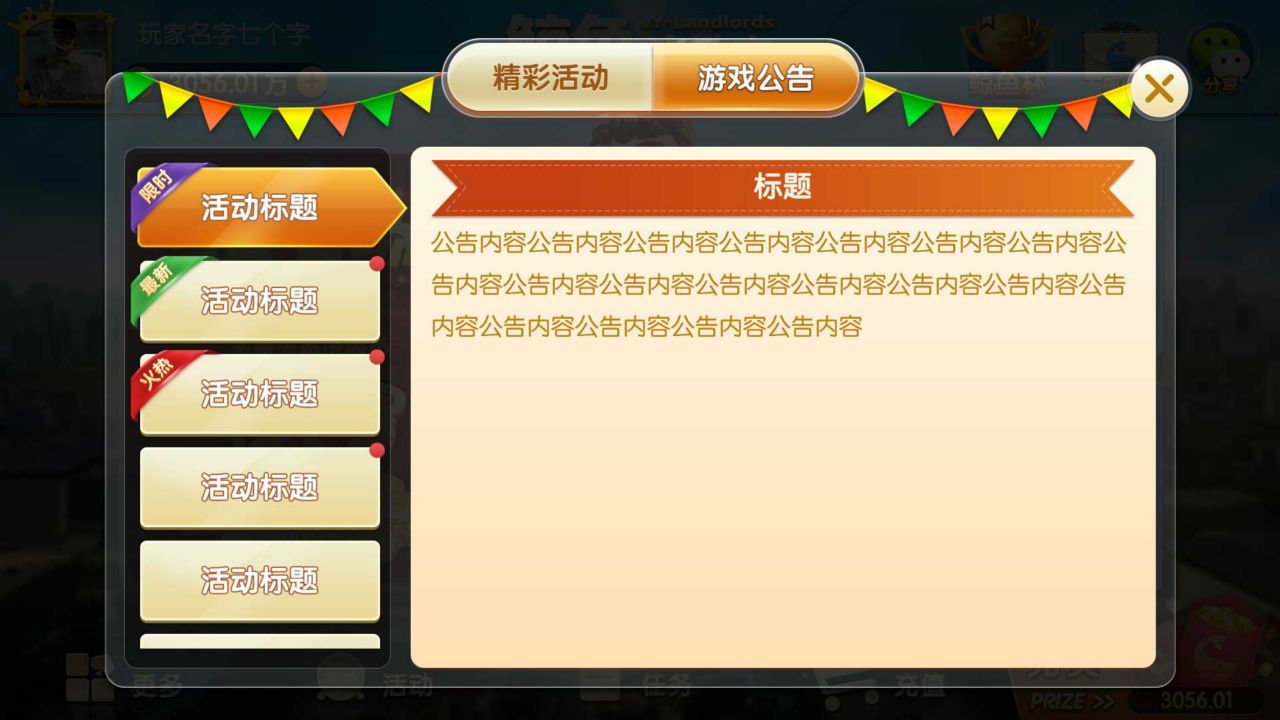 JY·Landlords
玩家名字七个字
3056.01万
鲸鱼杯
分享
精彩活动
游戏公告
限时
活动标题
最新
活动标题
火热
活动标题
活动标题
活动标题
标题
公告内容公告内容公告内容公告内容公告内容公告内容公告内容公
告内容公告内容公告内容公告内容公告内容公告内容公告内容公告
内容公告内容公告内容公告内容公告内容
更多
活动
任务
充值
PRIZE >>
3056.01